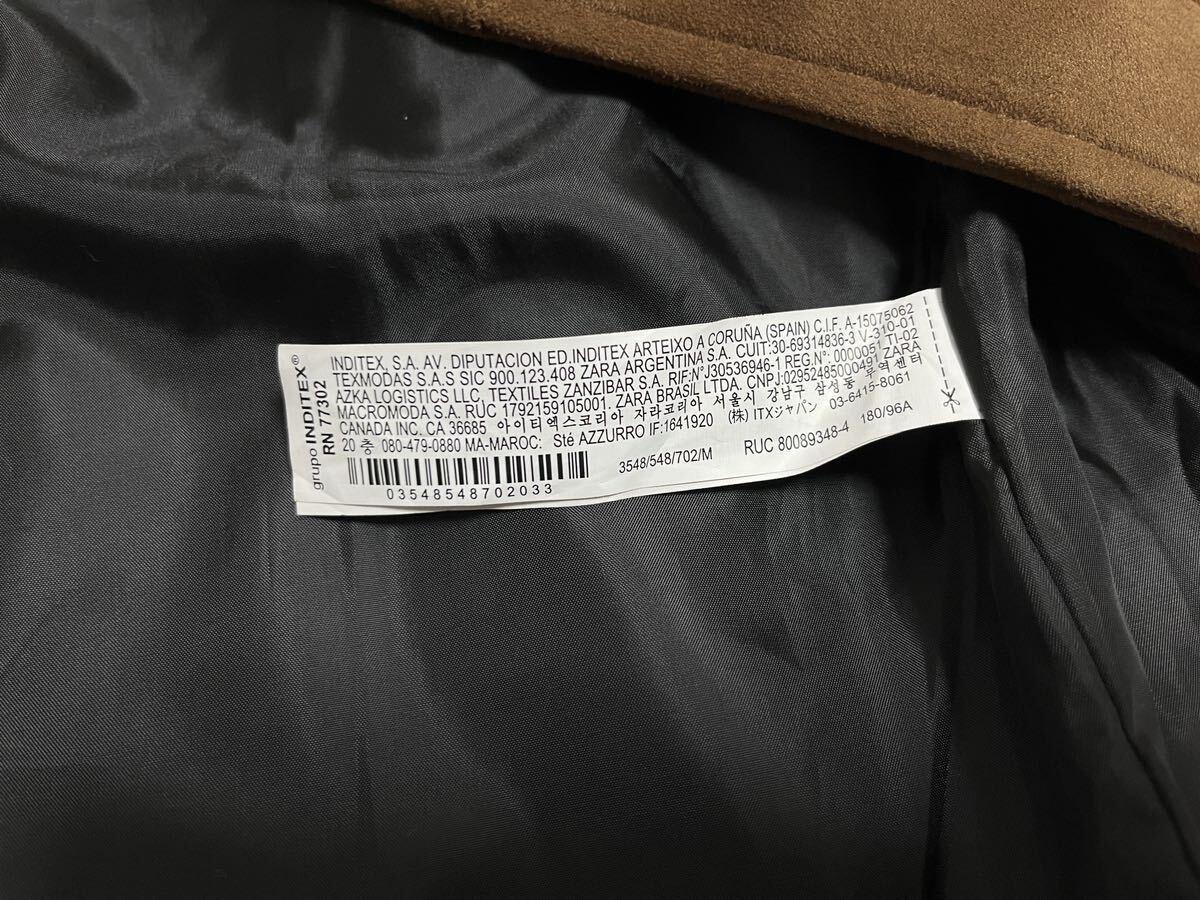 grupo INDITEX®
RN 77302
INDITEX, S.A. AV. DIPUTACION ED.INDITEX ARTEIXO A CORUÑA (SPAIN) C.I.F. A-15075062
TEXMODAS S.A.S SIC 900.123.408 ZARA ARGENTINA S.A. CUIT:30-69314836-3 V-310-01
AZKA LOGISTICS LLC, TEXTILES ZANZIBAR S.A. RIF:N°J30536946-1 REG.N°: 0000051 TI-02
MACROMODA S.A. RUC 1792159105001. ZARA BRASIL LTDA. CNPJ:02952485000491 ZARA
CANADA INC. CA 36685 아이티엑스코리아 자라코리아 서울시 강남구 삼성동 무역센터
20 층 080-479-0880 MA-MAROC: Sté AZZURRO IF:1641920 (株) ITXジャパン 03-6415-8061
03548548702033
3548/548/702/M RUC 80089348-4 180/96A